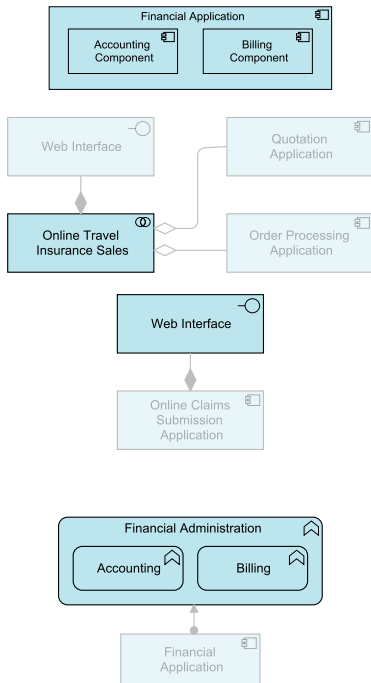 Financial Application
Accounting
Component
Billing
Component
Web Interface
Quotation
Application
Online Travel
Insurance Sales
Order Processing
Application
Web Interface
Online Claims
Submission
Application
Financial Administration
Accounting
Billing
Financial
Application